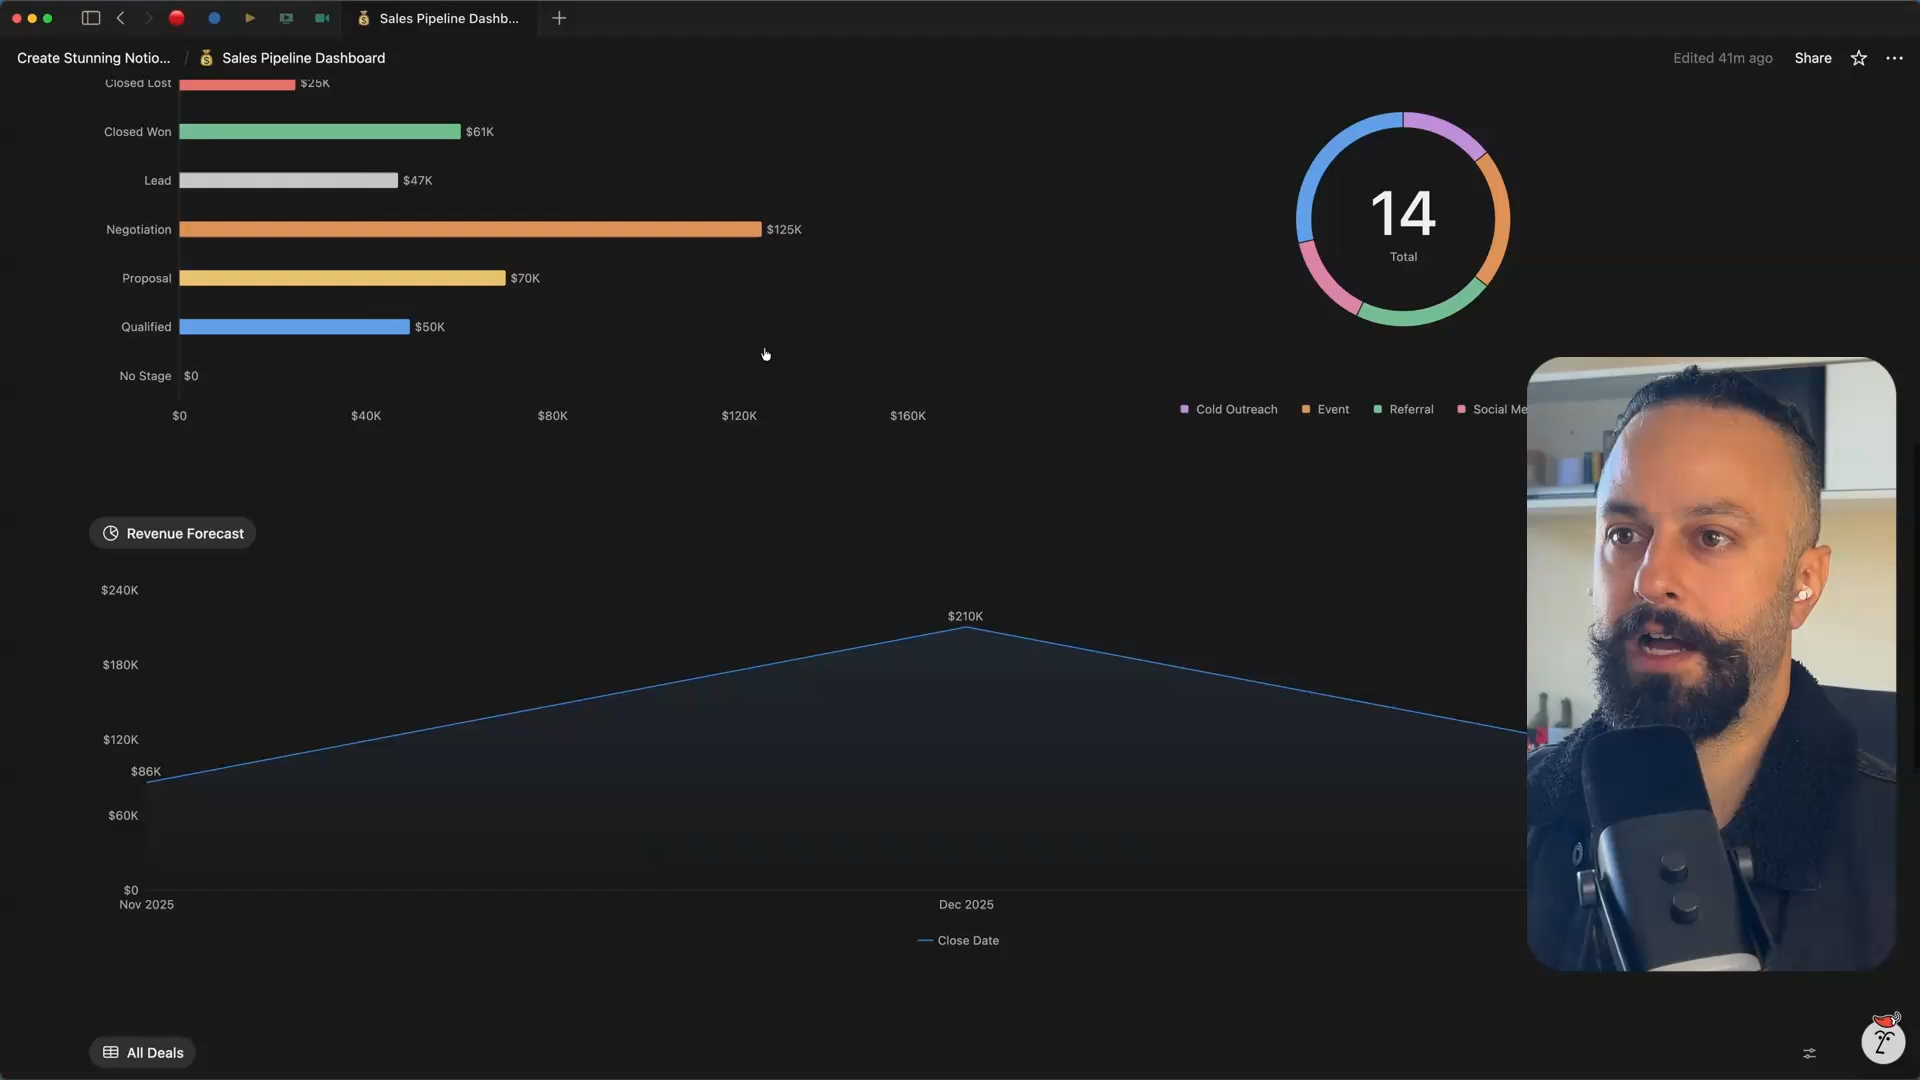 Sales Pipeline Dashb...
Create Stunning Notio... / Sales Pipeline Dashboard
Edited 41m ago
Share
Closed Lost
$25K
Closed Won
$61K
Lead
$47K
Negotiation
$125K
Proposal
$70K
Qualified
$50K
No Stage
$0
$0
$40K
$80K
$120K
$160K
14
Total
Cold Outreach
Event
Referral
Social Me
Revenue Forecast
$240K
$180K
$120K
$60K
$0
$86K
$210K
Nov 2025
Dec 2025
Close Date
All Deals